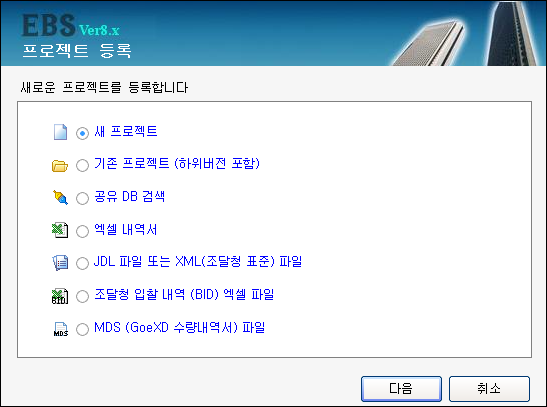 EBS Ver8.x
프로젝트 등록
새로운 프로젝트를 등록합니다
새 프로젝트
기존 프로젝트 (하위버전 포함)
공유 DB 검색
엑셀 내역서
JDL 파일 또는 XML(조달청 표준) 파일
BID 조달청 입찰 내역 (BID) 엑셀 파일
MDS MDS (GoeXD 수량내역서) 파일
다음 취소